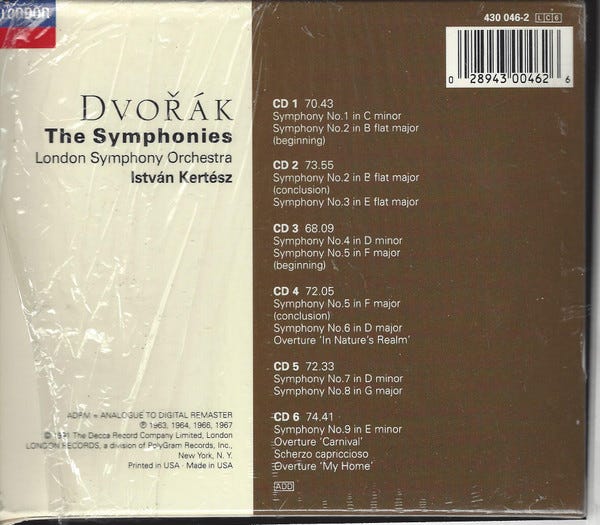 LONDON
DVOŘÁK
The Symphonies
London Symphony Orchestra
István Kertész
ADRM = ANALOGUE TO DIGITAL REMASTER
℗ 1963, 1964, 1966, 1967
© The Decca Record Company Limited, London
LONDON RECORDS, a division of PolyGram Records, Inc.,
New York, N. Y.
Printed in USA · Made in USA
430 046-2 LC6
0 28943 00462 6
CD 1 70.43
Symphony No.1 in C minor
Symphony No.2 in B flat major
(beginning)
CD 2 73.55
Symphony No.2 in B flat major
(conclusion)
Symphony No.3 in E flat major
CD 3 68.09
Symphony No.4 in D minor
Symphony No.5 in F major
(beginning)
CD 4 72.05
Symphony No.5 in F major
(conclusion)
Symphony No.6 in D major
Overture 'In Nature's Realm'
CD 5 72.33
Symphony No.7 in D minor
Symphony No.8 in G major
CD 6 74.41
Symphony No.9 in E minor
Overture 'Carnival'
Scherzo capriccioso
Overture 'My Home'
ADD